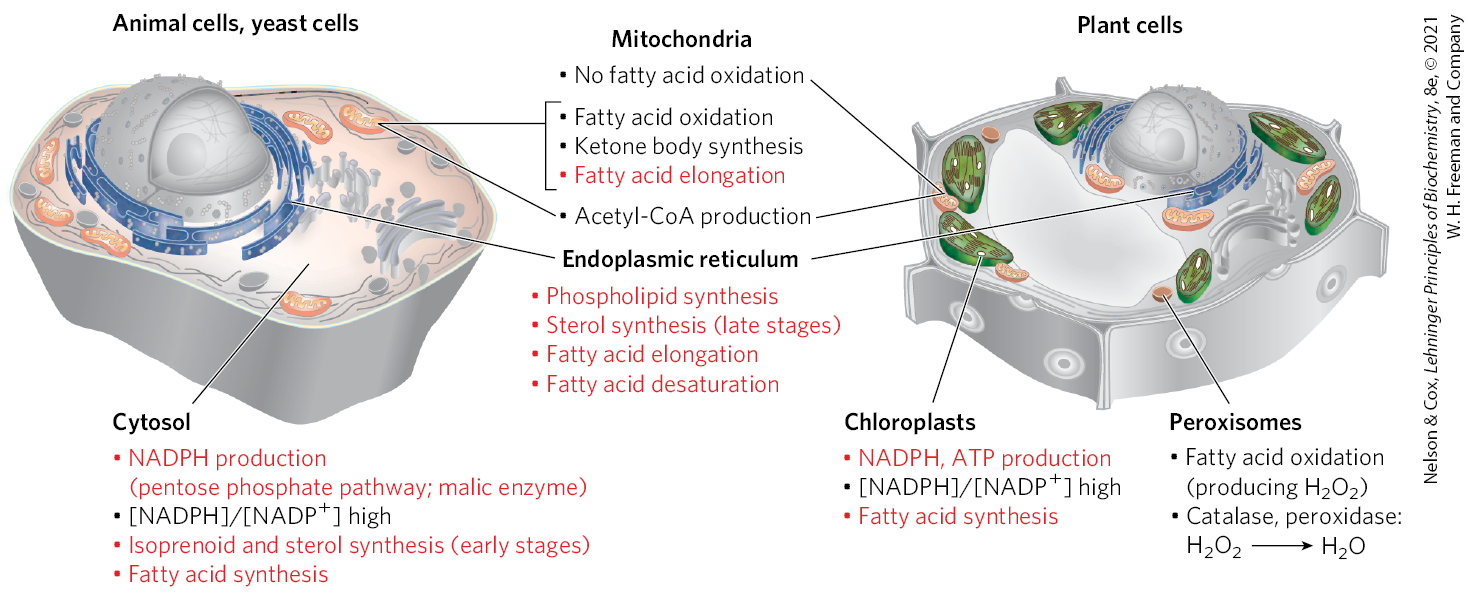 Animal cells, yeast cells
Mitochondria
• No fatty acid oxidation
• Fatty acid oxidation
• Ketone body synthesis
• Fatty acid elongation
• Acetyl-CoA production
Endoplasmic reticulum
• Phospholipid synthesis
• Sterol synthesis (late stages)
• Fatty acid elongation
• Fatty acid desaturation
Plant cells
Cytosol
• NADPH production
(pentose phosphate pathway; malic enzyme)
• [NADPH]/[NADP⁺] high
• Isoprenoid and sterol synthesis (early stages)
• Fatty acid synthesis
Chloroplasts
• NADPH, ATP production
• [NADPH]/[NADP⁺] high
• Fatty acid synthesis
Peroxisomes
• Fatty acid oxidation
(producing H₂O₂)
• Catalase, peroxidase:
H₂O₂ ⟶ H₂O
Nelson & Cox, Lehninger Principles of Biochemistry, 8e, © 2021
W. H. Freeman and Company